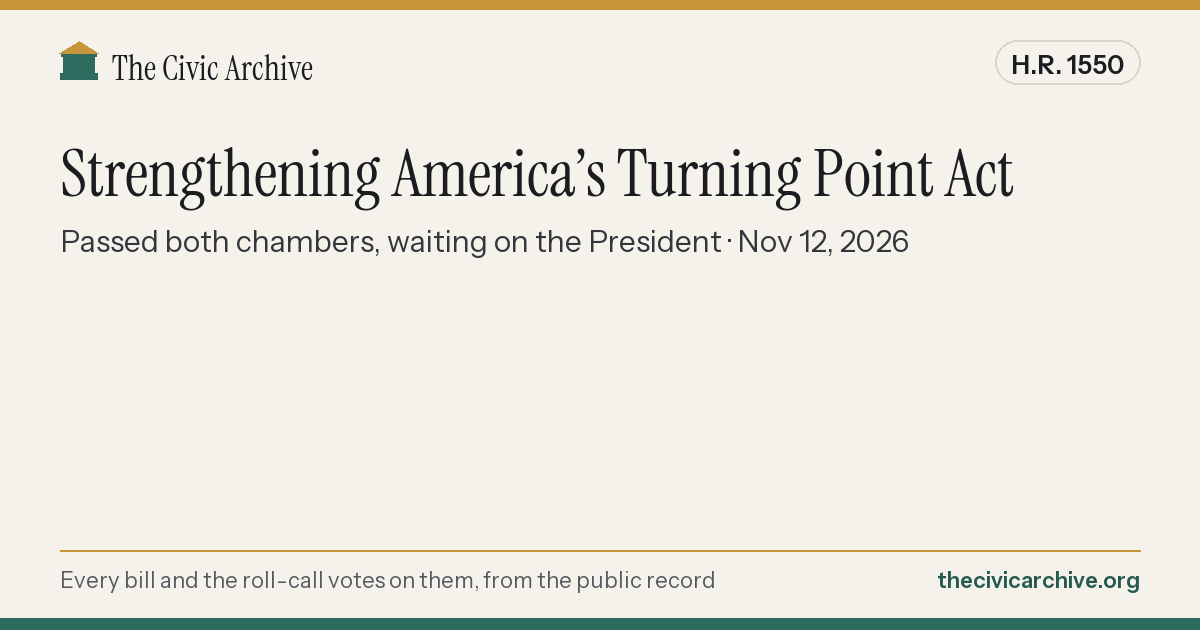 The Civic Archive
H.R. 1550
Strengthening America’s Turning Point Act
Passed both chambers, waiting on the President · Nov 12, 2026
Every bill and the roll-call votes on them, from the public record
thecivicarchive.org